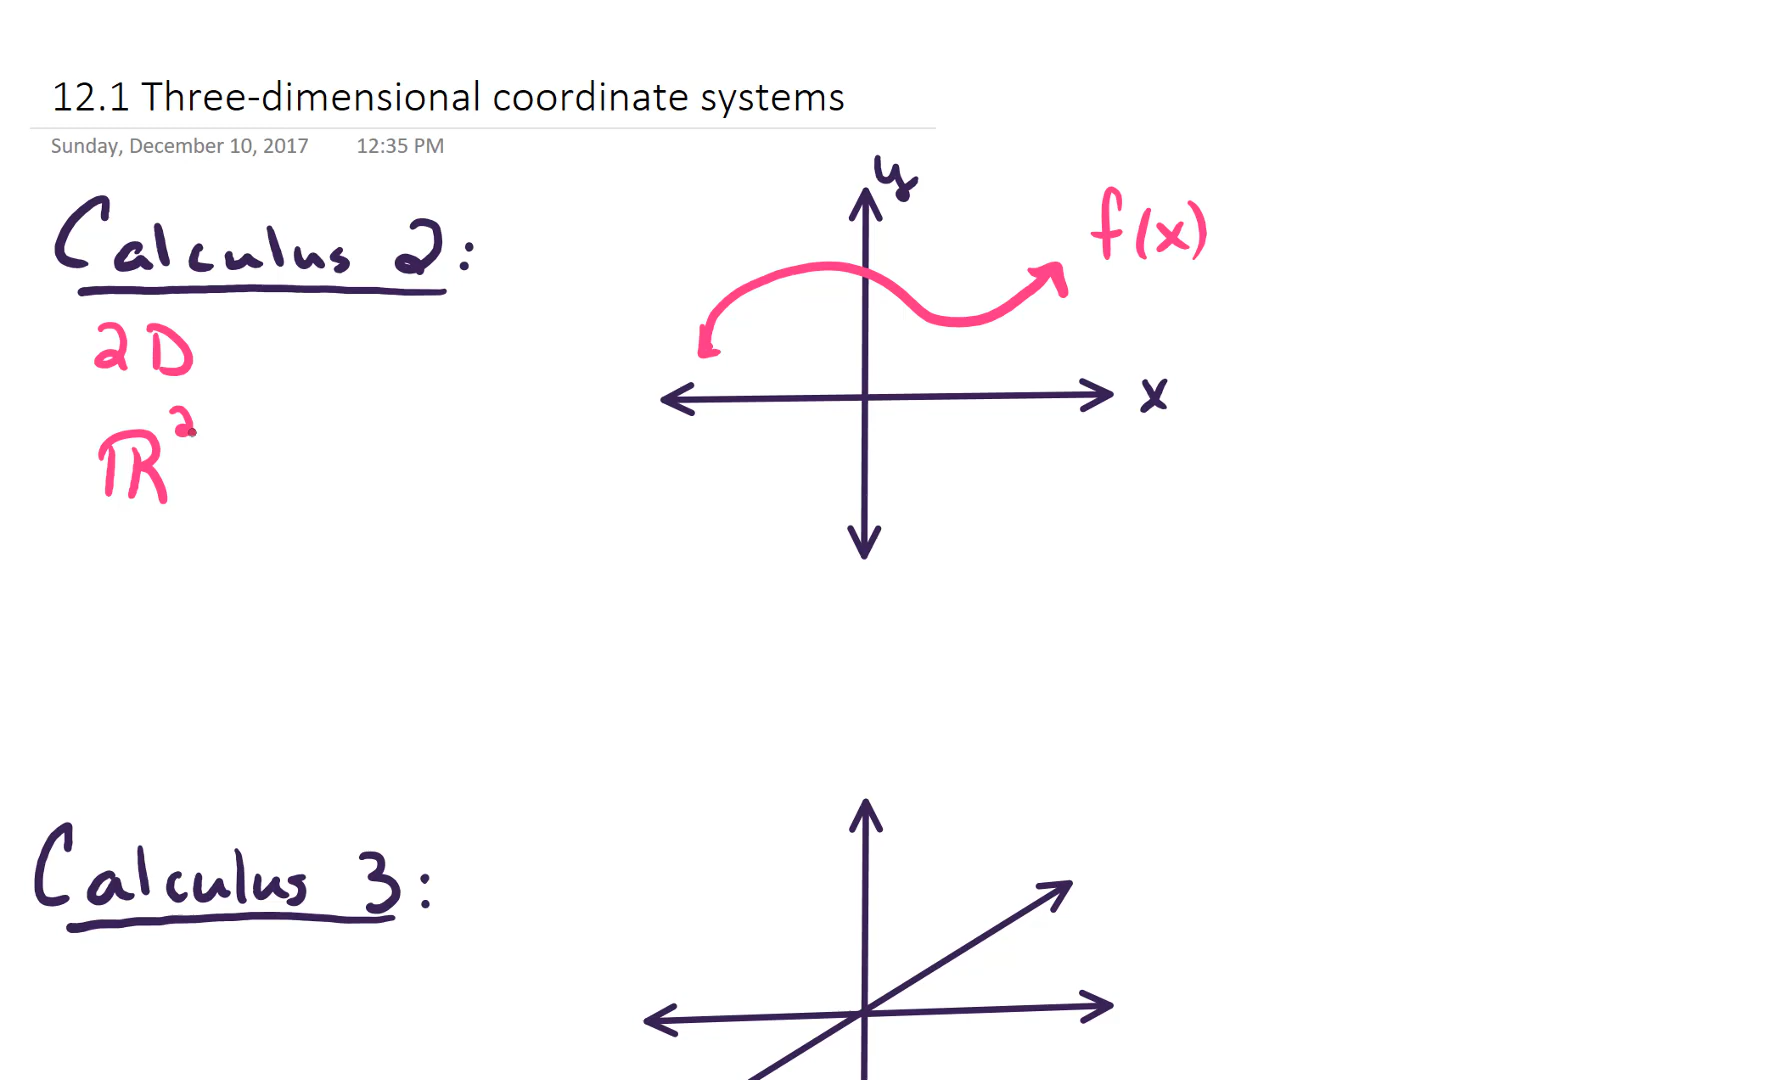 12.1 Three-dimensional coordinate systems
Sunday, December 10, 2017 12:35 PM
y
f(x)
Calculus 2:
2D
ℝ²
x
Calculus 3: